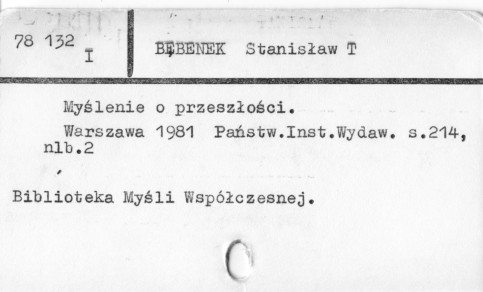 78 132
I
BĘBENEK Stanisław T
Myślenie o przeszłości.
Warszawa 1981 Państw.Inst.Wydaw. s.214,
nlb.2
Biblioteka Myśli Współczesnej.